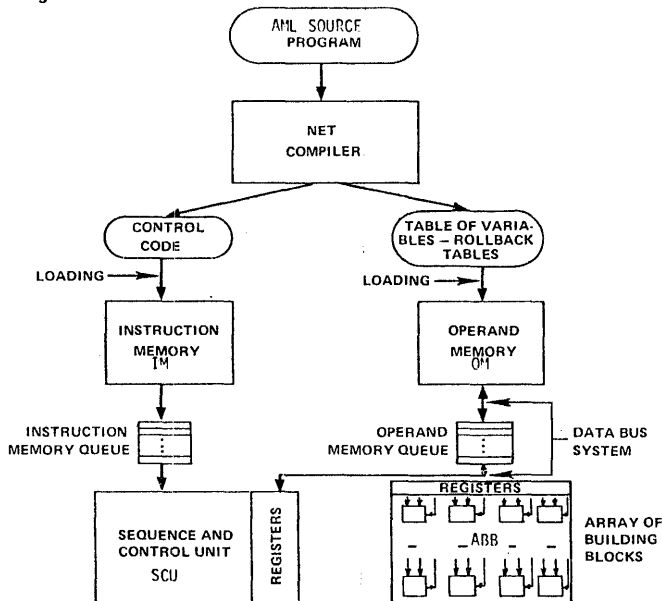 AML SOURCE
PROGRAM
NET
COMPILER
CONTROL
CODE
TABLE OF VARIA-
BLES – ROLLBACK
TABLES
LOADING
LOADING
INSTRUCTION
MEMORY
IM
OPERAND
MEMORY
OM
INSTRUCTION
MEMORY QUEUE
OPERAND
MEMORY QUEUE
DATA BUS
SYSTEM
SEQUENCE AND
CONTROL UNIT
SCU
REGISTERS
REGISTERS
ABB
ARRAY OF
BUILDING
BLOCKS